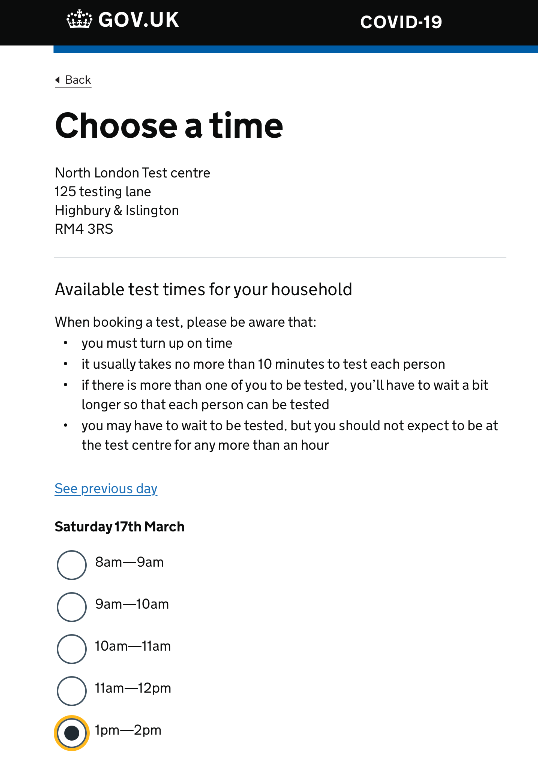 GOV.UK COVID-19
Back
Choose a time
North London Test centre
125 testing lane
Highbury & Islington
RM4 3RS
Available test times for your household
When booking a test, please be aware that:
• you must turn up on time
• it usually takes no more than 10 minutes to test each person
• if there is more than one of you to be tested, you'll have to wait a bit
longer so that each person can be tested
• you may have to wait to be tested, but you should not expect to be at
the test centre for any more than an hour
See previous day
Saturday 17th March
8am—9am
9am—10am
10am—11am
11am—12pm
1pm—2pm